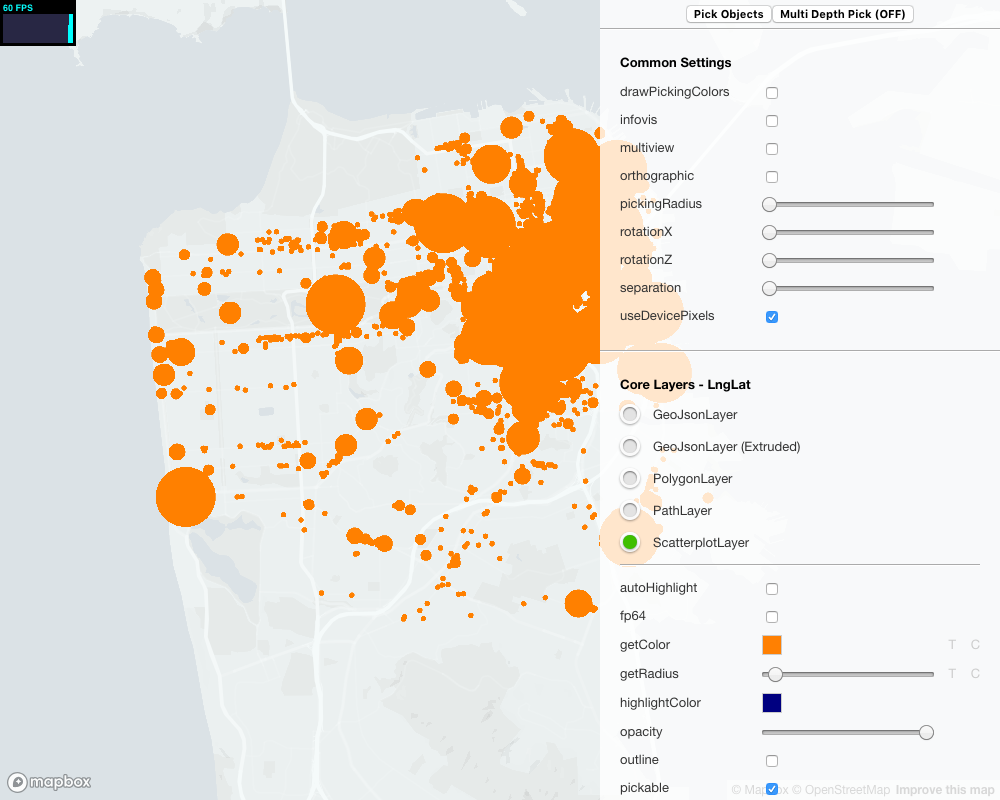 60 FPS
Pick Objects Multi Depth Pick (OFF)
Common Settings
drawPickingColors
infovis
multiview
orthographic
pickingRadius
rotationX
rotationZ
separation
useDevicePixels
Core Layers - LngLat
GeoJsonLayer
GeoJsonLayer (Extruded)
PolygonLayer
PathLayer
ScatterplotLayer
autoHighlight
fp64
getColor T C
getRadius T C
highlightColor
opacity
outline
pickable
mapbox
© Mapbox © OpenStreetMap Improve this map